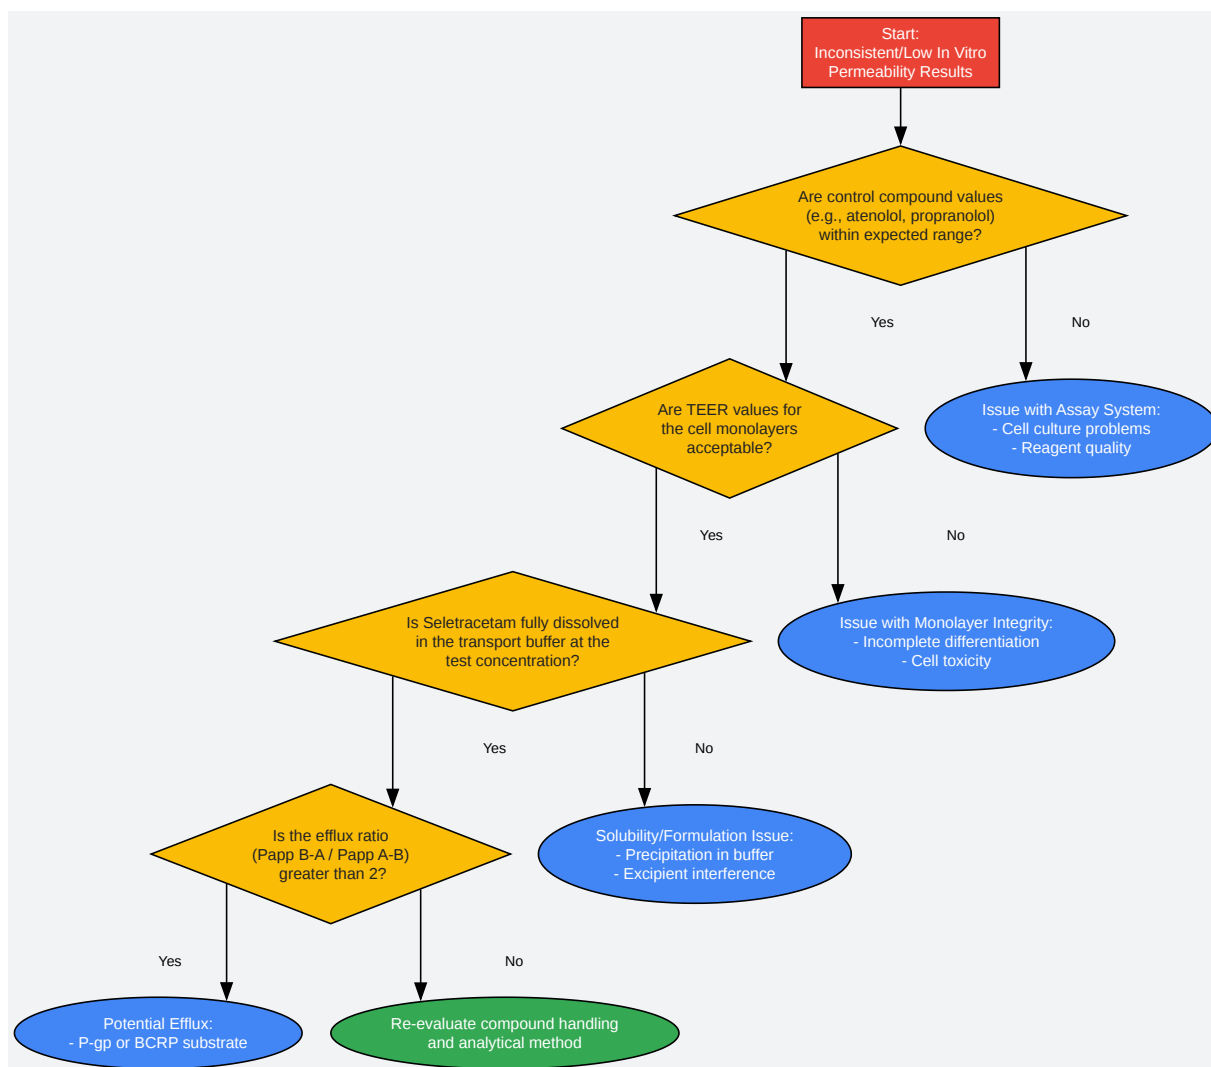 Start:
Inconsistent/Low In Vitro
Permeability Results
Are control compound values
(e.g., atenolol, propranolol)
within expected range?
Yes
No
Are TEER values for
the cell monolayers
acceptable?
Issue with Assay System:
- Cell culture problems
- Reagent quality
Yes
No
Is Seletracetam fully dissolved
in the transport buffer at the
test concentration?
Issue with Monolayer Integrity:
- Incomplete differentiation
- Cell toxicity
Yes
No
Is the efflux ratio
(Papp B-A / Papp A-B)
greater than 2?
Solubility/Formulation Issue:
- Precipitation in buffer
- Excipient interference
Yes
No
Potential Efflux:
- P-gp or BCRP substrate
Re-evaluate compound handling
and analytical method